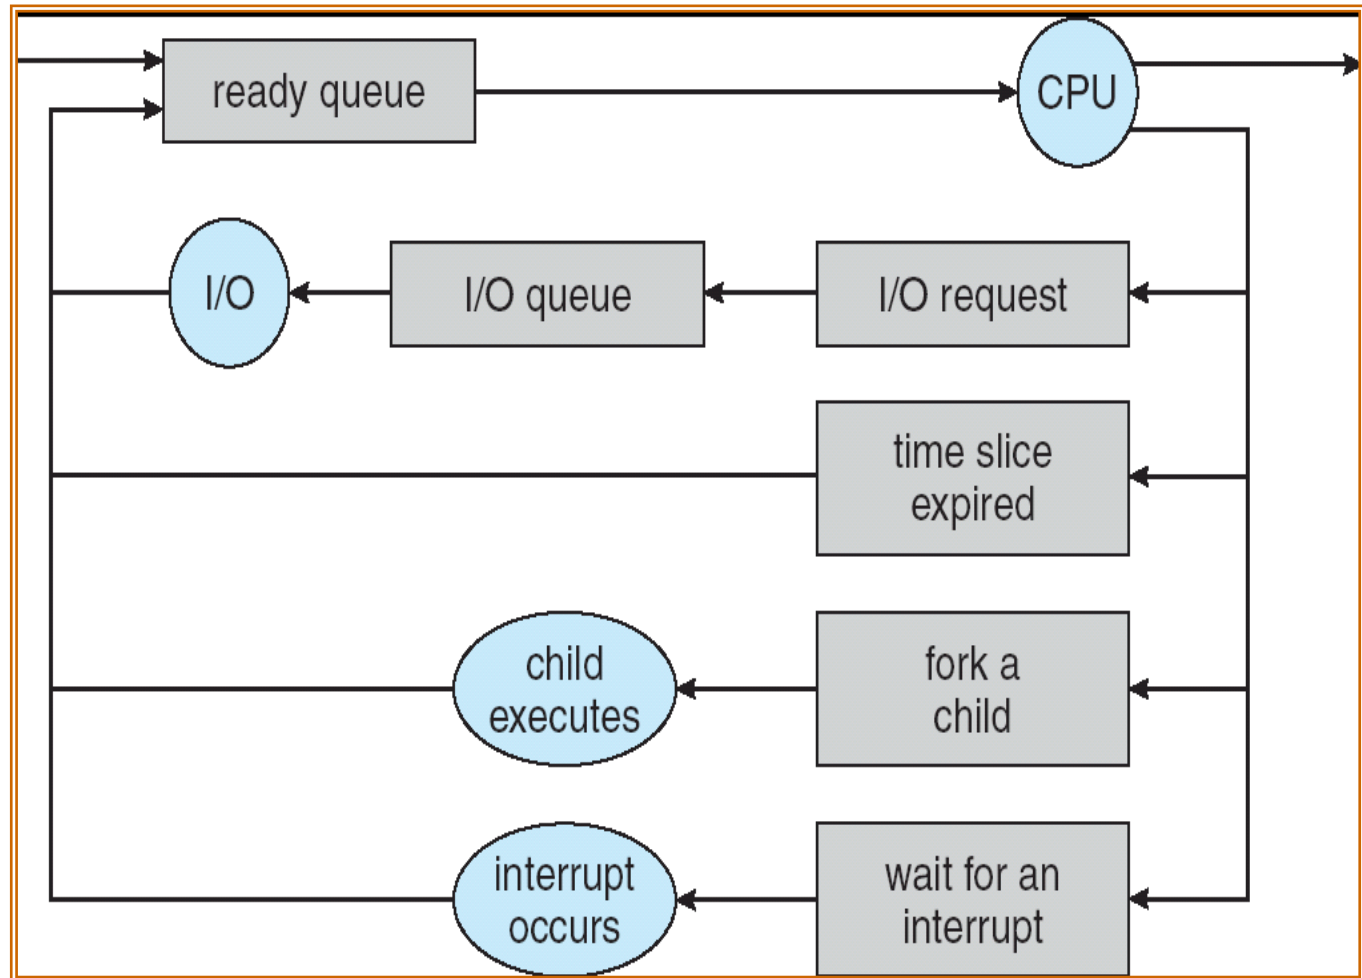 ready queue
CPU
I/O
I/O queue
I/O request
time slice
expired
child
executes
fork a
child
interrupt
occurs
wait for an
interrupt